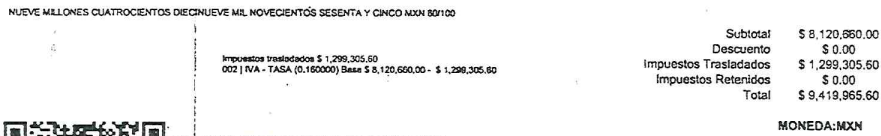 NUEVE MILLONES CUATROCIENTOS DIECINUEVE MIL NOVECIENTOS SESENTA Y CINCO MXN 60/100
Subtotal $ 8,120,660.00
Descuento $ 0.00
Impuestos trasladados $ 1,299,305.60
Impuestos Trasladados $ 1,299,305.60
002 | IVA - TASA (0.160000) Base $ 8,120,660.00 - $ 1,299,305.60
Impuestos Retenidos $ 0.00
Total $ 9,419,965.60
MONEDA:MXN